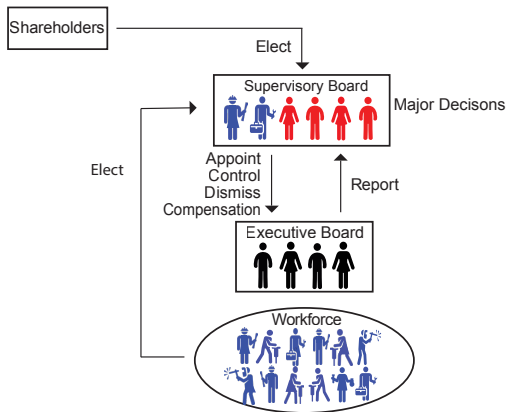 Shareholders
Elect
Supervisory Board
Major Decisons
Elect
Appoint
Control
Dismiss
Compensation
Report
Executive Board
Workforce